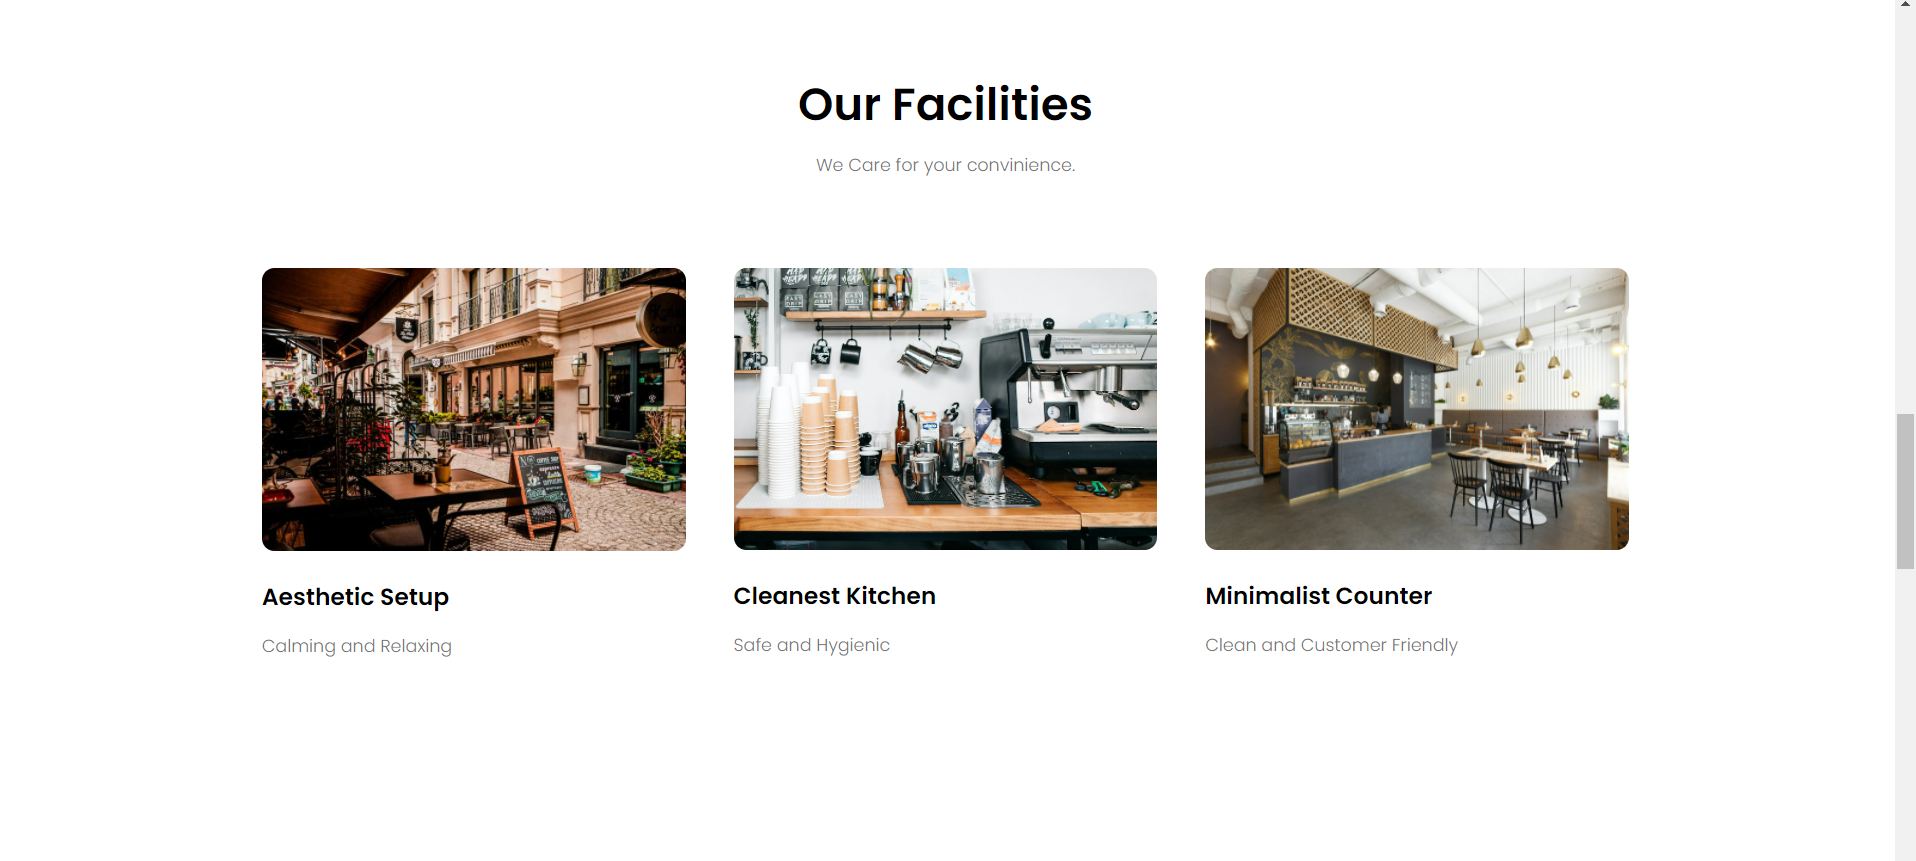 Our Facilities
We Care for your convinience.
Aesthetic Setup
Calming and Relaxing
Cleanest Kitchen
Safe and Hygienic
Minimalist Counter
Clean and Customer Friendly